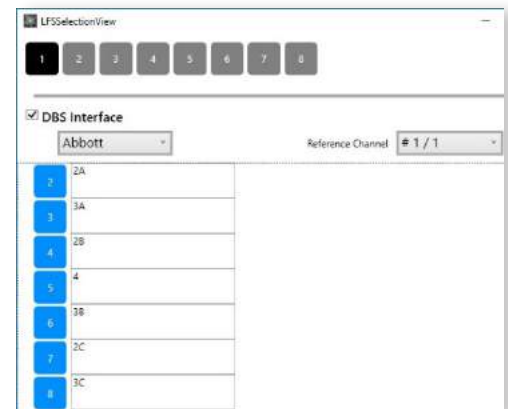 LFSSelectionView
1 2 3 4 5 6 7 8
DBS Interface
Abbott Reference Channel # 1 / 1
2 2A
3 3A
4 2B
5 4
6 3B
7 2C
8 3C